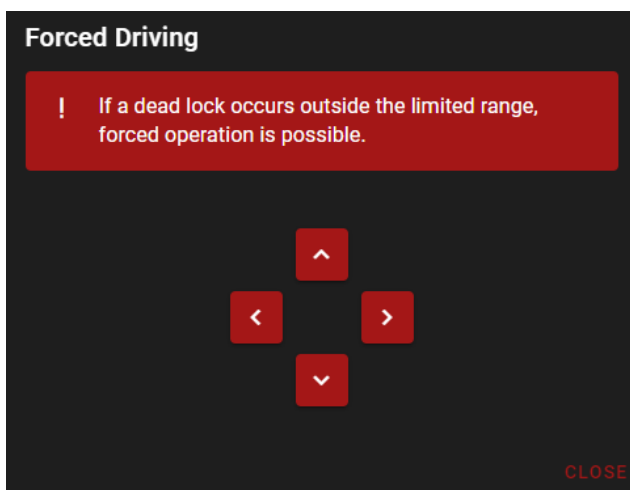 Forced Driving
! If a dead lock occurs outside the limited range,
forced operation is possible.
CLOSE